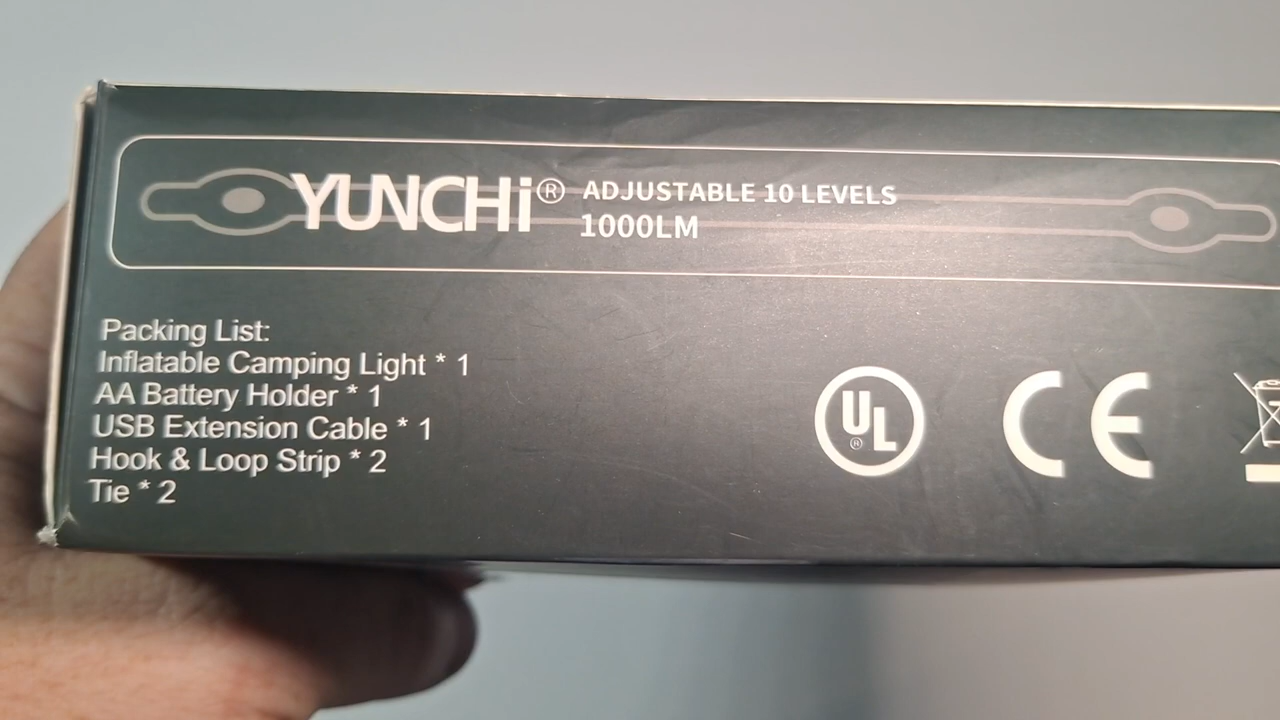 YUNCHi® ADJUSTABLE 10 LEVELS
1000LM
Packing List:
Inflatable Camping Light * 1
AA Battery Holder * 1
USB Extension Cable * 1
Hook & Loop Strip * 2
Tie * 2
UL®
CE